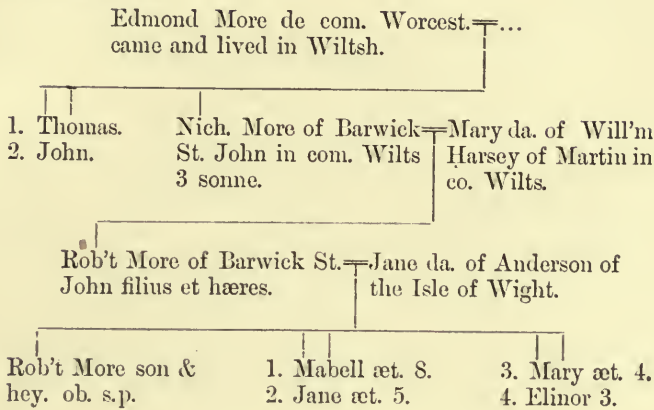 Edmond More de com. Worcest. = ...
came and lived in Wiltsh.
1. Thomas.
2. John.
Nich. More of Barwick = Mary da. of Will'm
St. John in com. Wilts
3 sonne.
Harsey of Martin in
co. Wilts.
Rob't More of Barwick St. = Jane da. of Anderson of
John filius et hæres.
the Isle of Wight.
Rob't More son &
hey. ob. s.p.
1. Mabell æt. 8.
2. Jane æt. 5.
3. Mary æt. 4.
4. Elinor 3.